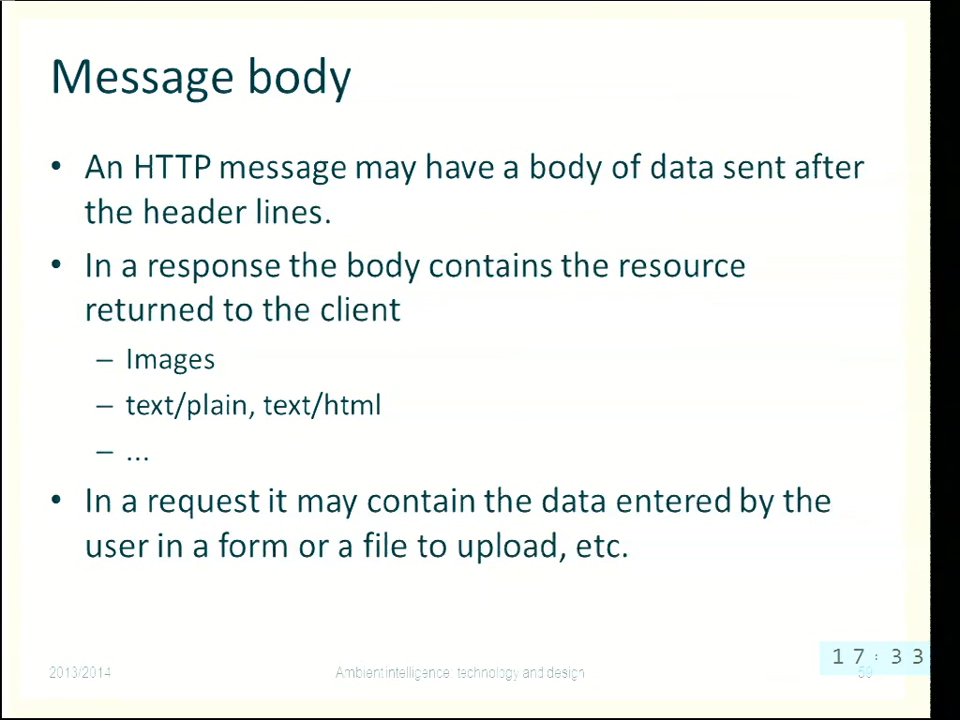 Message body
• An HTTP message may have a body of data sent after
the header lines.
• In a response the body contains the resource
returned to the client
– Images
– text/plain, text/html
– ...
• In a request it may contain the data entered by the
user in a form or a file to upload, etc.
2013/2014
Ambient intelligence: technology and design
59
17:33